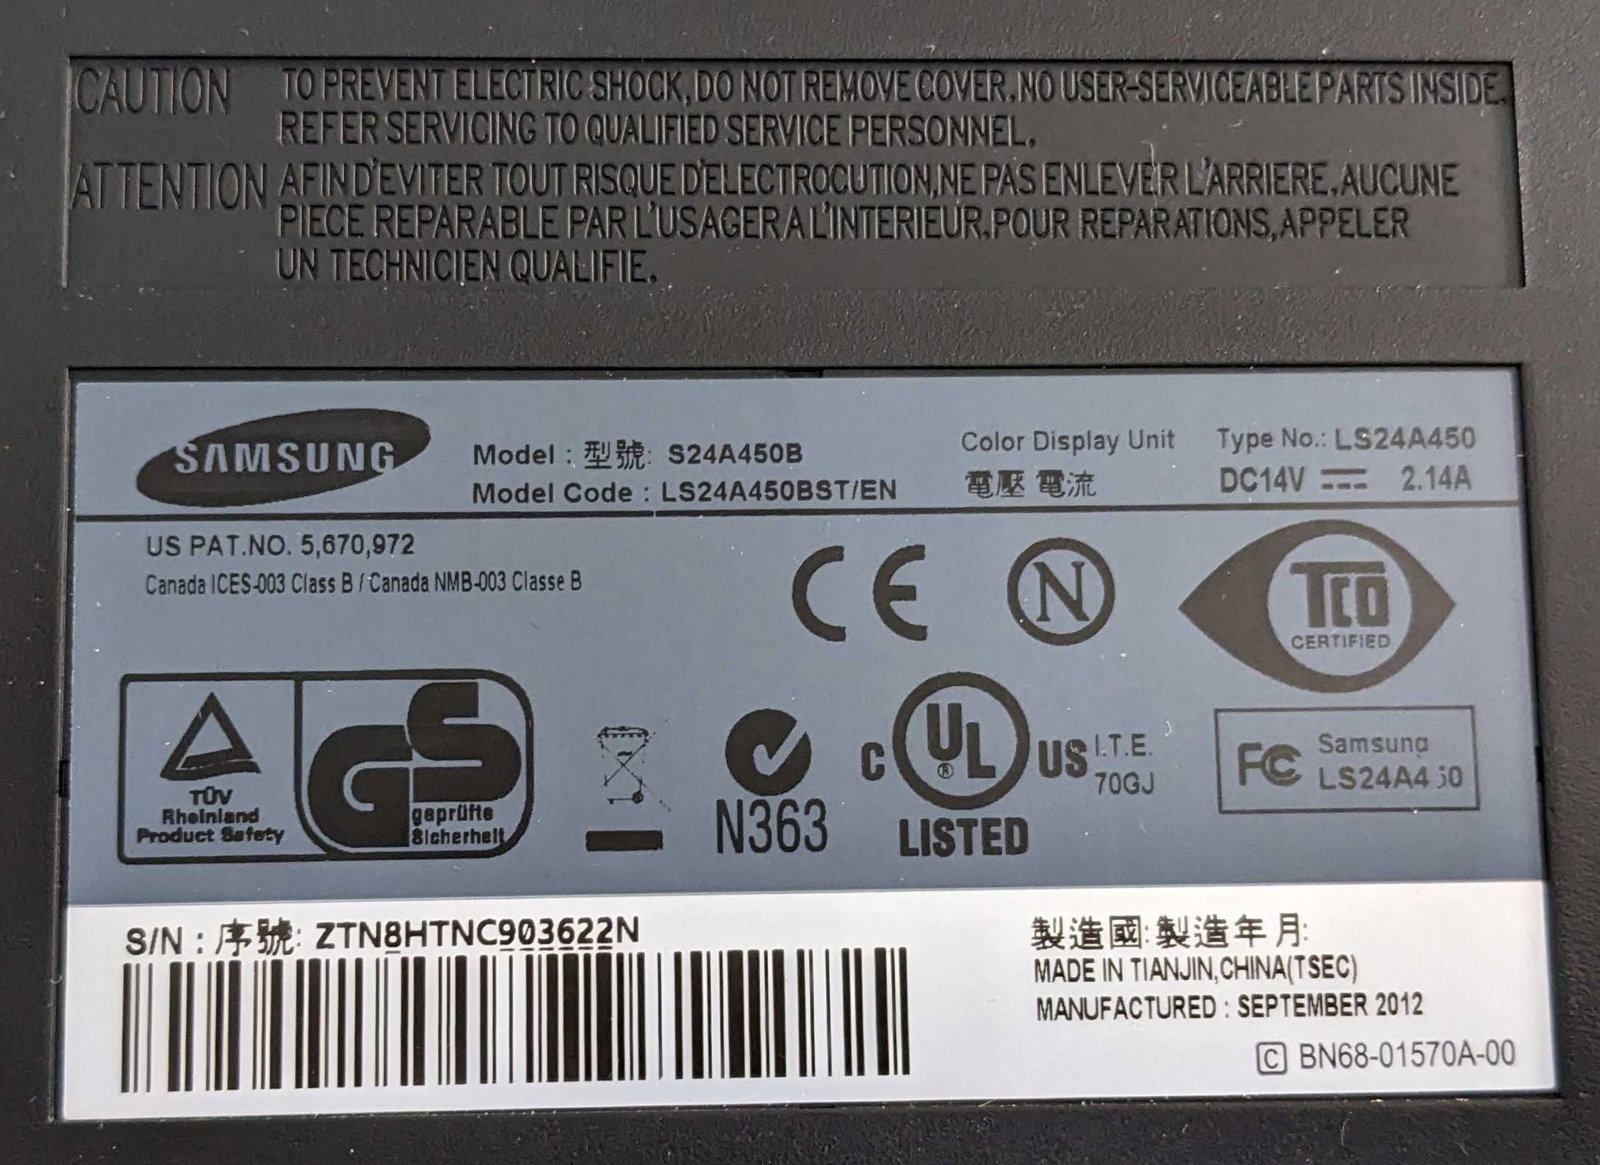 CAUTION TO PREVENT ELECTRIC SHOCK,DO NOT REMOVE COVER.NO USER-SERVICEABLE PARTS INSIDE.
REFER SERVICING TO QUALIFIED SERVICE PERSONNEL.
ATTENTION AFIN D'EVITER TOUT RISQUE D'ELECTROCUTION,NE PAS ENLEVER L'ARRIERE.AUCUNE
PIECE REPARABLE PAR L'USAGER A L'INTERIEUR.POUR REPARATIONS,APPELER
UN TECHNICIEN QUALIFIE.
SAMSUNG
Model : 型號: S24A450B
Model Code : LS24A450BST/EN
Color Display Unit
電壓 電流
Type No.: LS24A450
DC14V 2.14A
US PAT.NO. 5,670,972
Canada ICES-003 Class B / Canada NMB-003 Classe B
CE
N
TCO
CERTIFIED
TÜV
Rheinland
Product Safety
GS
geprüfte
Sicherheit
N363
C UL ® US
LISTED
I.T.E.
70GJ
FC Samsung
LS24A450
S/N : 序號: ZTN8HTNC903622N
製造國: 製造年月:
MADE IN TIANJIN,CHINA(TSEC)
MANUFACTURED : SEPTEMBER 2012
C BN68-01570A-00